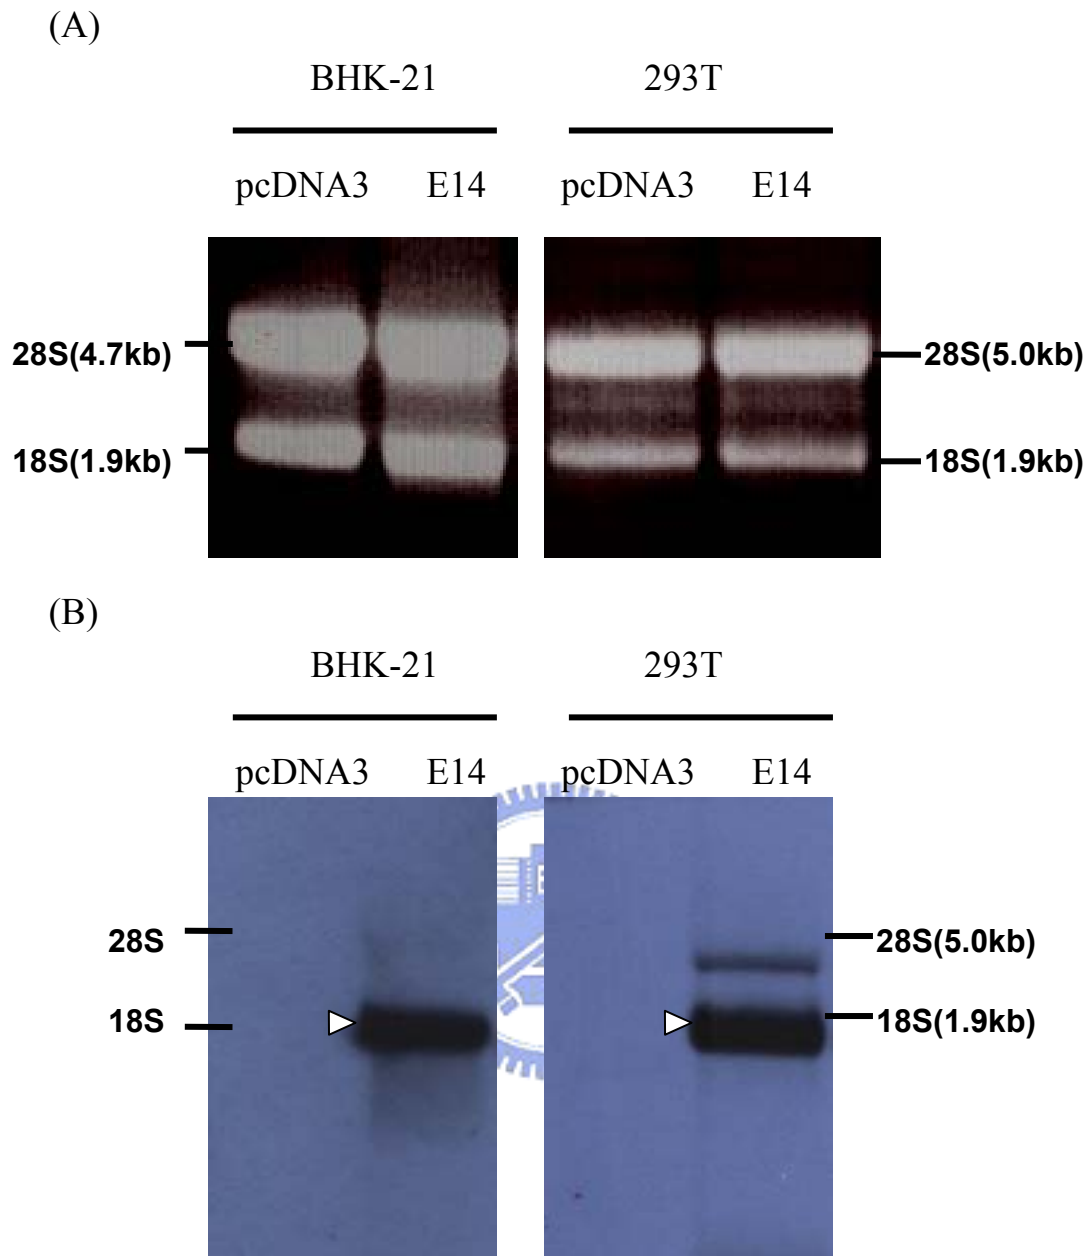 (A)
BHK-21 293T
pcDNA3 E14 pcDNA3 E14
28S(4.7kb) 28S(5.0kb)
18S(1.9kb) 18S(1.9kb)
(B)
BHK-21 293T
pcDNA3 E14 pcDNA3 E14
28S 28S(5.0kb)
18S 18S(1.9kb)